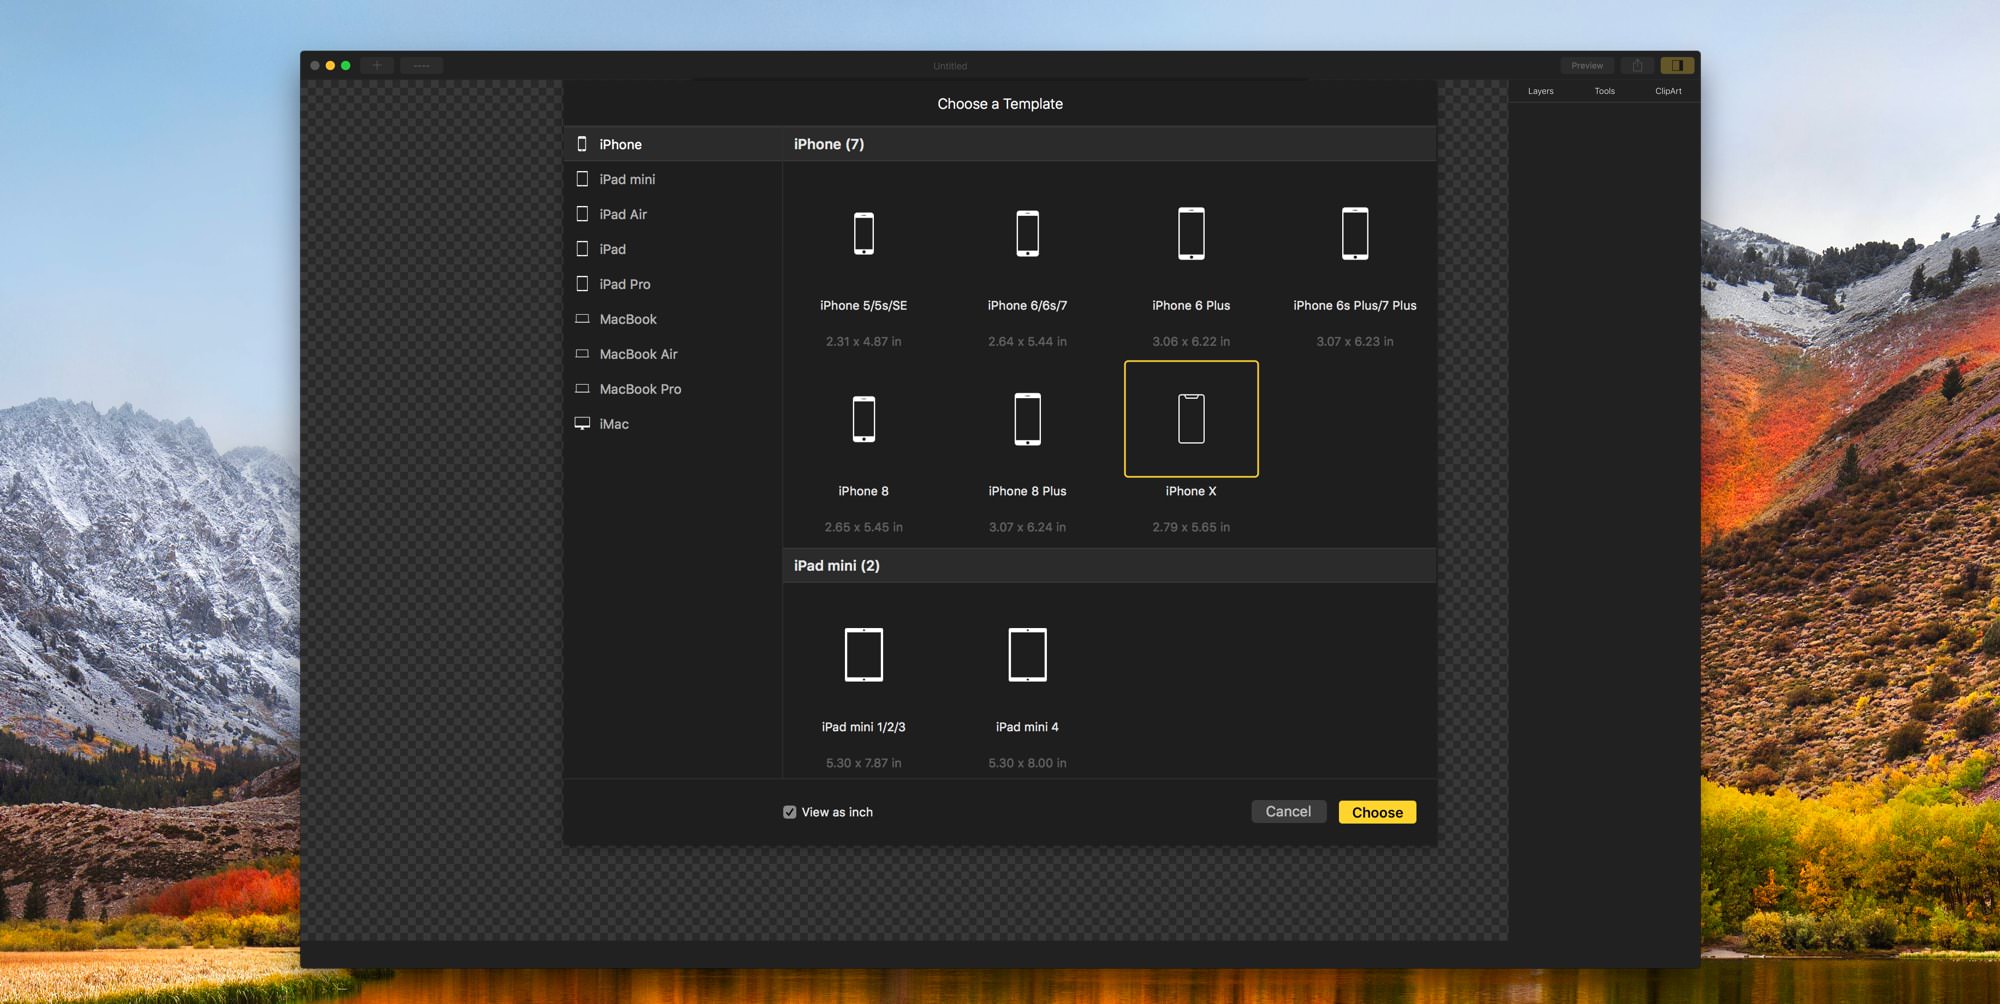 Untitled
Preview
Layers Tools ClipArt
Choose a Template
iPhone
iPad mini
iPad Air
iPad
iPad Pro
MacBook
MacBook Air
MacBook Pro
iMac
iPhone (7)
iPhone 5/5s/SE iPhone 6/6s/7 iPhone 6 Plus iPhone 6s Plus/7 Plus
2.31 x 4.87 in 2.64 x 5.44 in 3.06 x 6.22 in 3.07 x 6.23 in
iPhone 8 iPhone 8 Plus iPhone X
2.65 x 5.45 in 3.07 x 6.24 in 2.79 x 5.65 in
iPad mini (2)
iPad mini 1/2/3 iPad mini 4
5.30 x 7.87 in 5.30 x 8.00 in
View as inch Cancel Choose